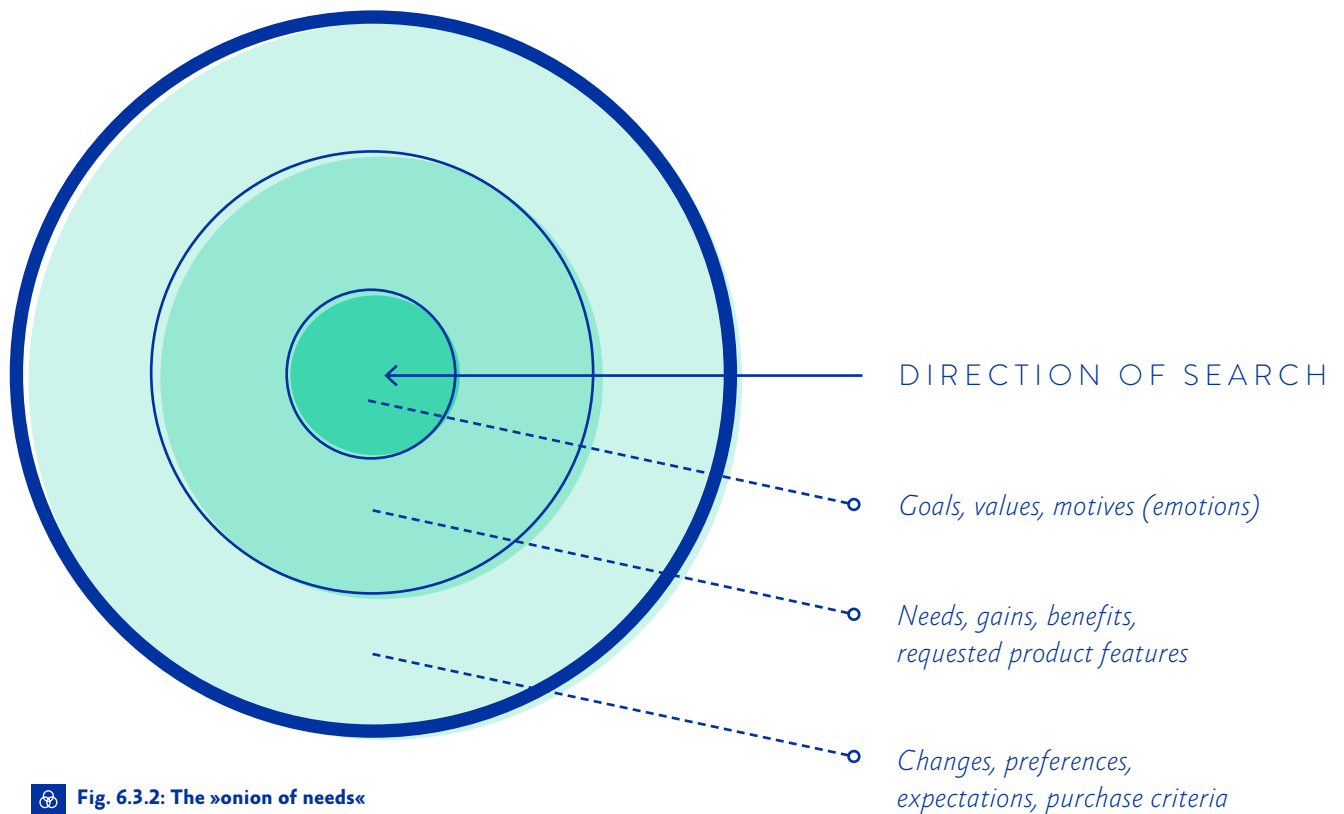 DIRECTION OF SEARCH
Goals, values, motives (emotions)
Needs, gains, benefits,
requested product features
Changes, preferences,
expectations, purchase criteria
Fig. 6.3.2: The »onion of needs«